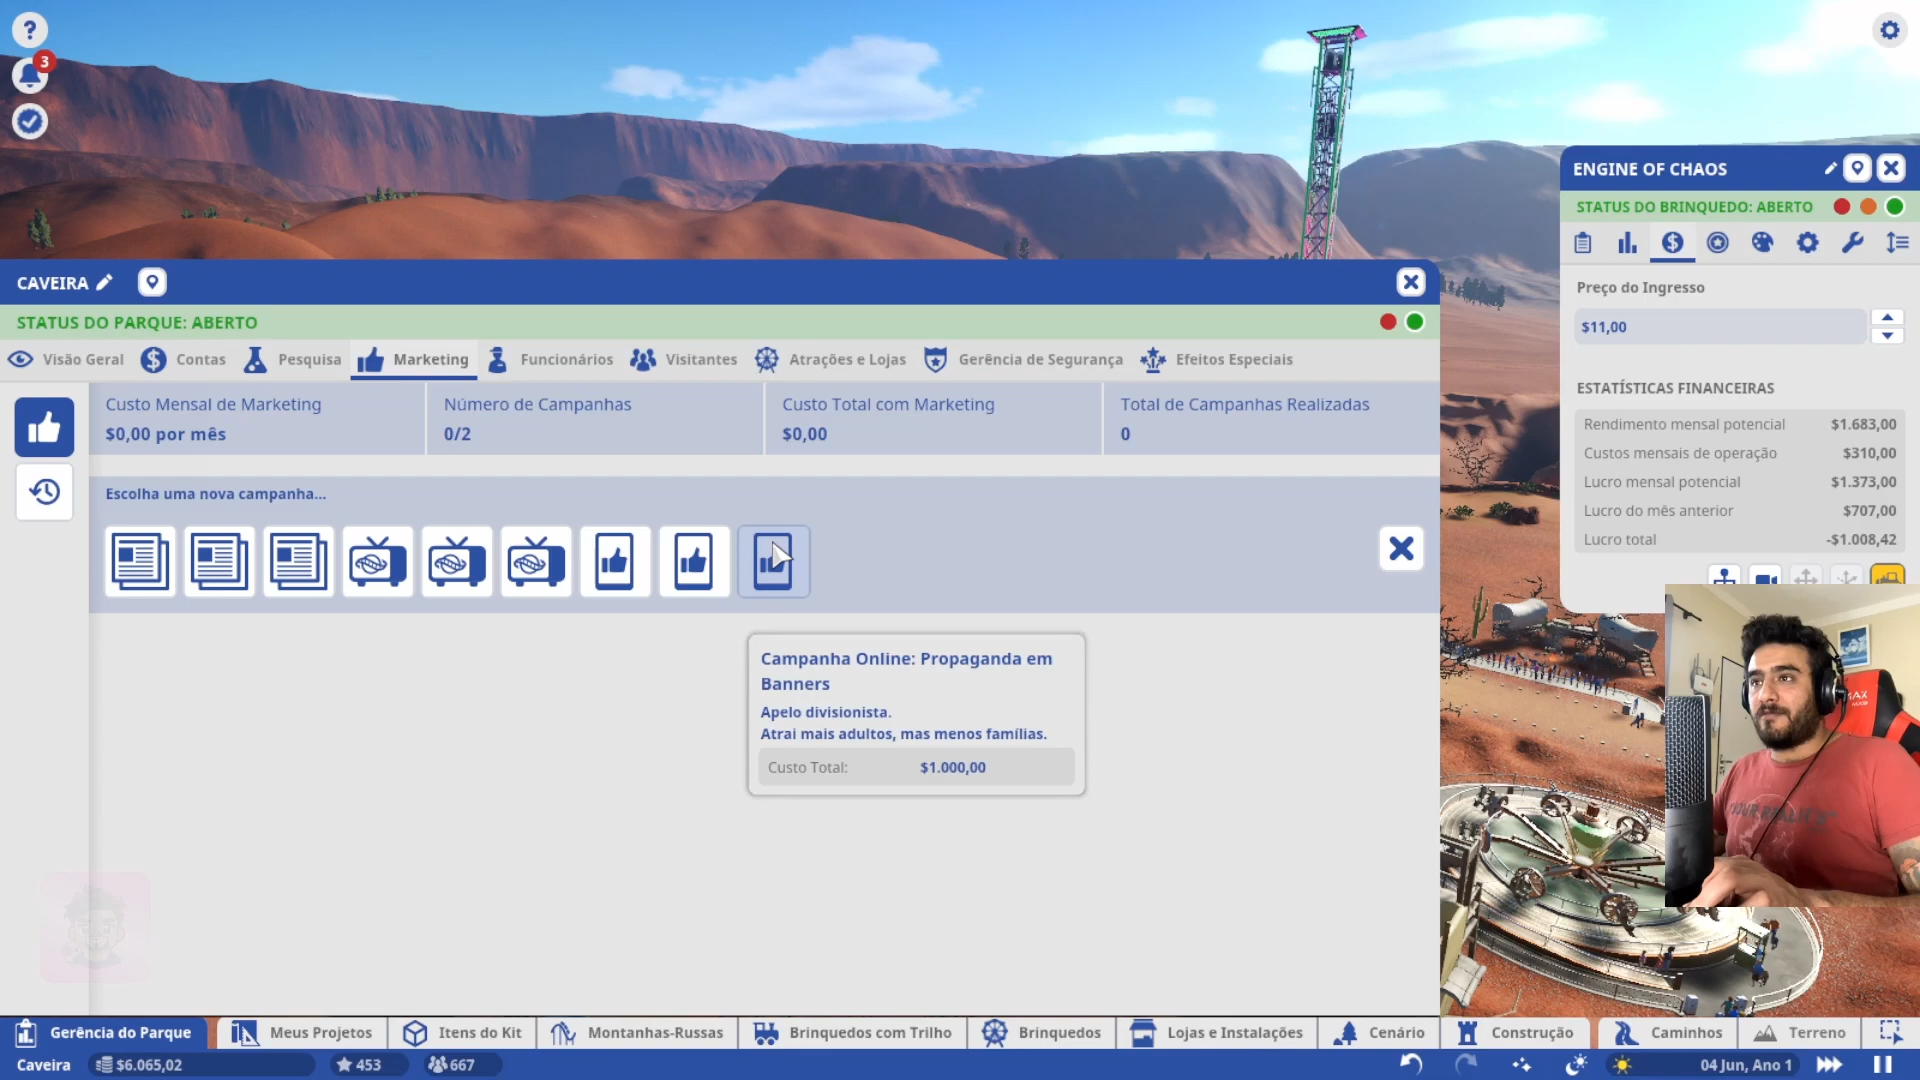 ?
3
ENGINE OF CHAOS
STATUS DO BRINQUEDO: ABERTO
Preço do Ingresso
$11,00
ESTATÍSTICAS FINANCEIRAS
Rendimento mensal potencial $1.683,00
Custos mensais de operação $310,00
Lucro mensal potencial $1.373,00
Lucro do mês anterior $707,00
Lucro total -$1.008,42
CAVEIRA
STATUS DO PARQUE: ABERTO
Visão Geral Contas Pesquisa Marketing Funcionários Visitantes Atrações e Lojas Gerência de Segurança Efeitos Especiais
Custo Mensal de Marketing Número de Campanhas Custo Total com Marketing Total de Campanhas Realizadas
$0,00 por mês 0/2 $0,00 0
Escolha uma nova campanha...
Campanha Online: Propaganda em
Banners
Apelo divisionista.
Atrai mais adultos, mas menos famílias.
Custo Total: $1.000,00
Gerência do Parque Meus Projetos Itens do Kit Montanhas-Russas Brinquedos com Trilho Brinquedos Lojas e Instalações Cenário Construção Caminhos Terreno
Caveira $6.065,02 453 667 04 Jun, Ano 1